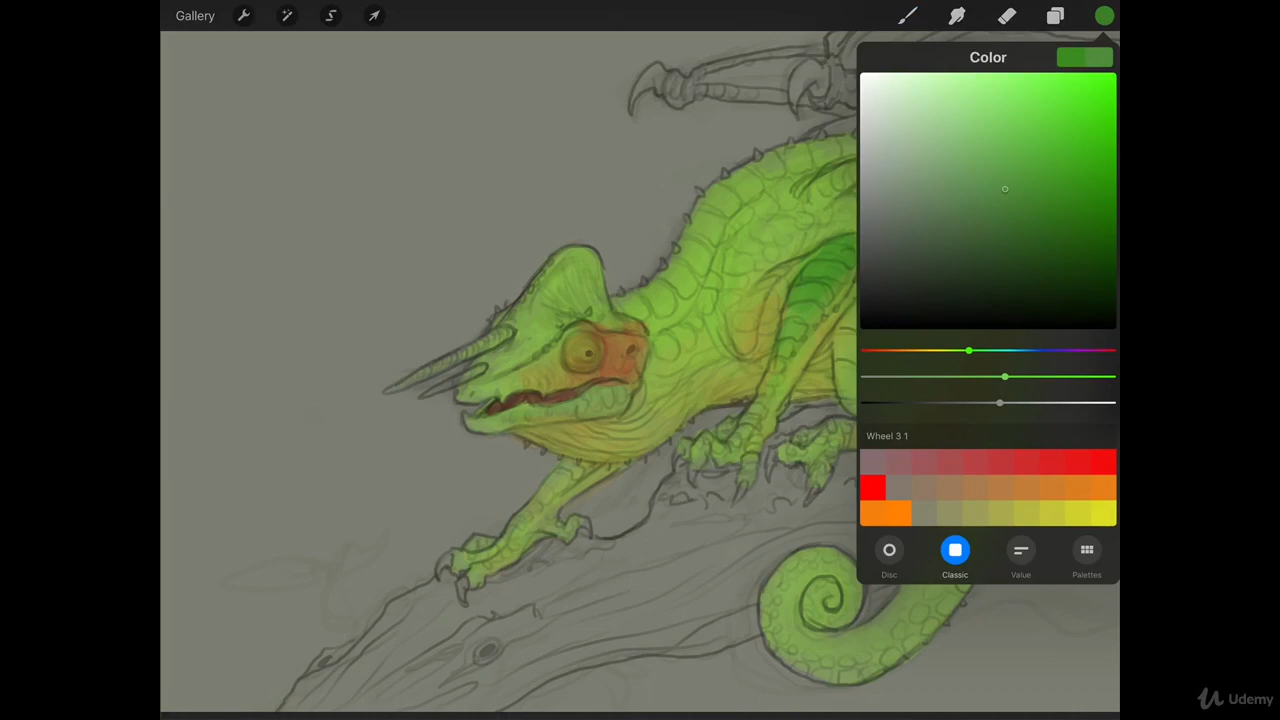 Gallery
Color
Wheel 3 1
Disc
Classic
Value
Palettes
Udemy